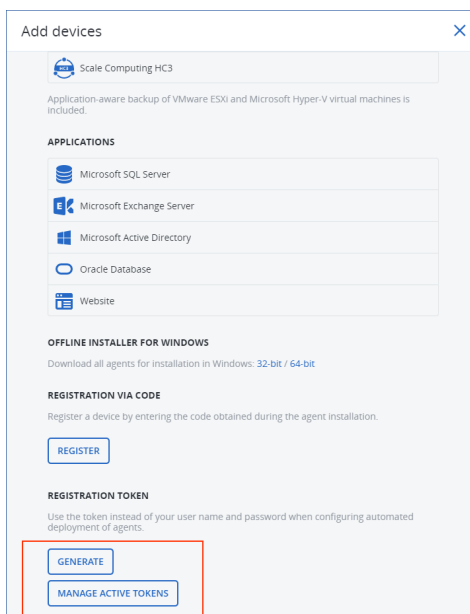 Add devices
HC3 Scale Computing HC3
Application-aware backup of VMware ESXi and Microsoft Hyper-V virtual machines is
included.
APPLICATIONS
Microsoft SQL Server
E Microsoft Exchange Server
Microsoft Active Directory
Oracle Database
Website
OFFLINE INSTALLER FOR WINDOWS
Download all agents for installation in Windows: 32-bit / 64-bit
REGISTRATION VIA CODE
Register a device by entering the code obtained during the agent installation.
REGISTER
REGISTRATION TOKEN
Use the token instead of your user name and password when configuring automated
deployment of agents.
GENERATE
MANAGE ACTIVE TOKENS